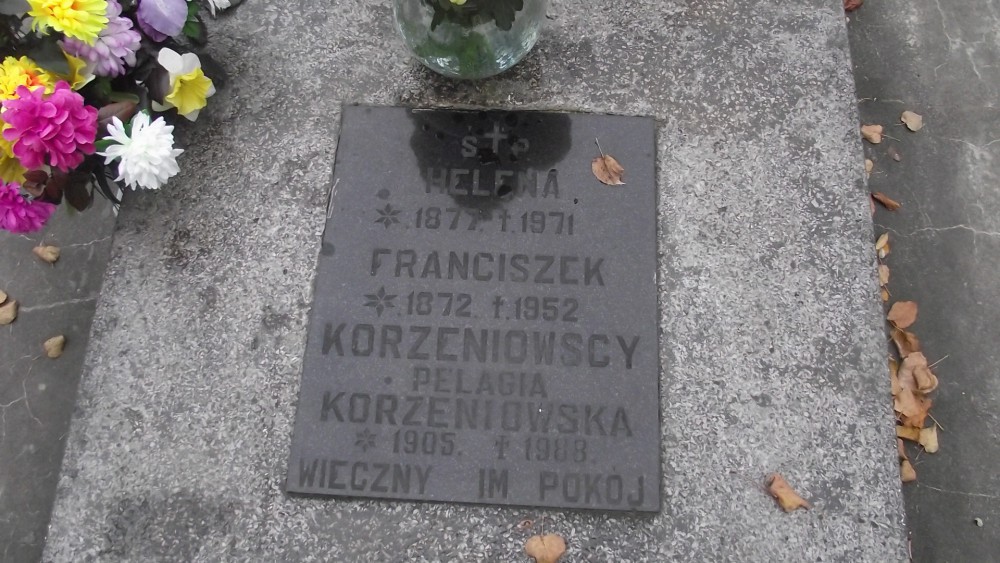 Ś † P
HELENA
* 1877. † 1971
FRANCISZEK
* 1872 † 1952
KORZENIOWSCY
PELAGIA
KORZENIOWSKA
* 1905. † 1988.
WIECZNY IM POKÓJ